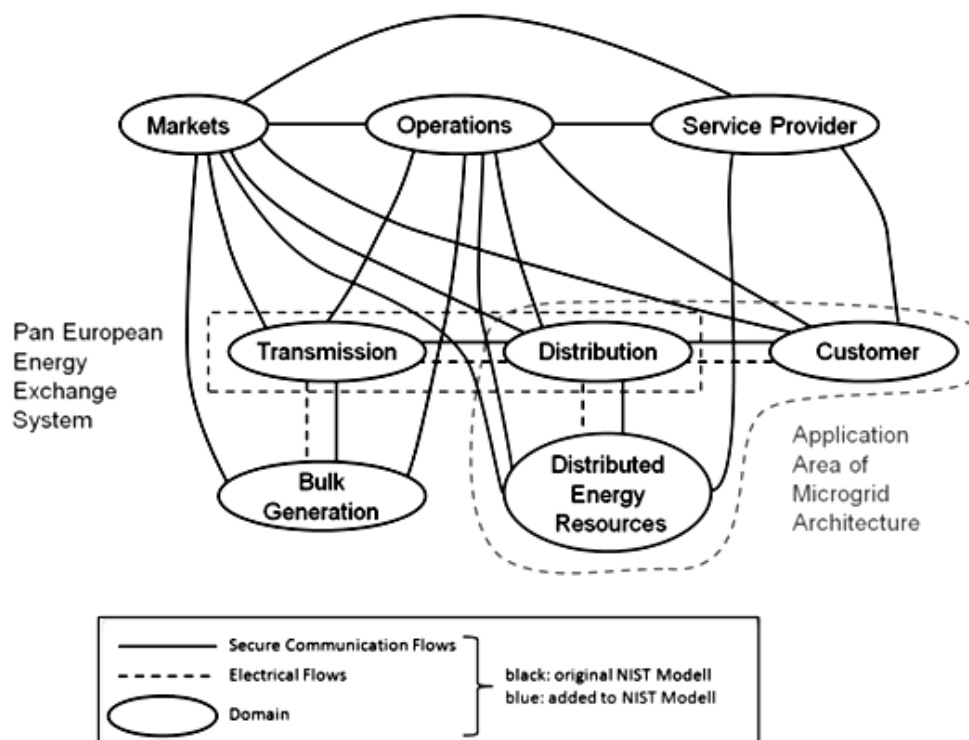 Markets
Operations
Service Provider
Pan European
Energy
Exchange
System
Transmission
Distribution
Customer
Bulk
Generation
Distributed
Energy
Resources
Application
Area of
Microgrid
Architecture
Secure Communication Flows
Electrical Flows
Domain
black: original NIST Modell
blue: added to NIST Modell